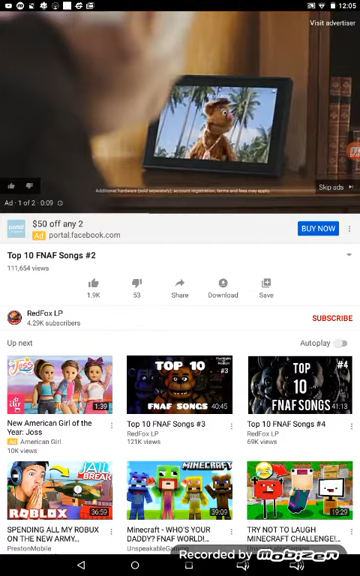 12:05
Visit advertiser
Additional hardware (sold separately), account registration, terms and fees may apply.
Skip ads
Ad · 1 of 2 · 0:09
$50 off any 2
Ad portal.facebook.com
BUY NOW
Top 10 FNAF Songs #2
111,654 views
1.9K
53
Share
Download
Save
RedFox LP
4.29K subscribers
SUBSCRIBE
Up next
Autoplay
Joss
1:39
TOP 10
#3
FNAF SONGS
40:45
#4
TOP 10
FNAF SONGS
41:13
New American Girl of the
Year: Joss
Ad American Girl
10K views
Top 10 FNAF Songs #3
RedFox LP
121K views
Top 10 FNAF Songs #4
RedFox LP
69K views
JAIL
BREAK
ROBLOX
36:59
MINECRAFT
39:09
19:29
SPENDING ALL MY ROBUX
ON THE NEW ARMY...
PrestonMobile
Minecraft - WHO'S YOUR
DADDY? FNAF WORLD!...
UnspeakableGaming
TRY NOT TO LAUGH
MINECRAFT CHALLENGE...
Recorded by mobizen